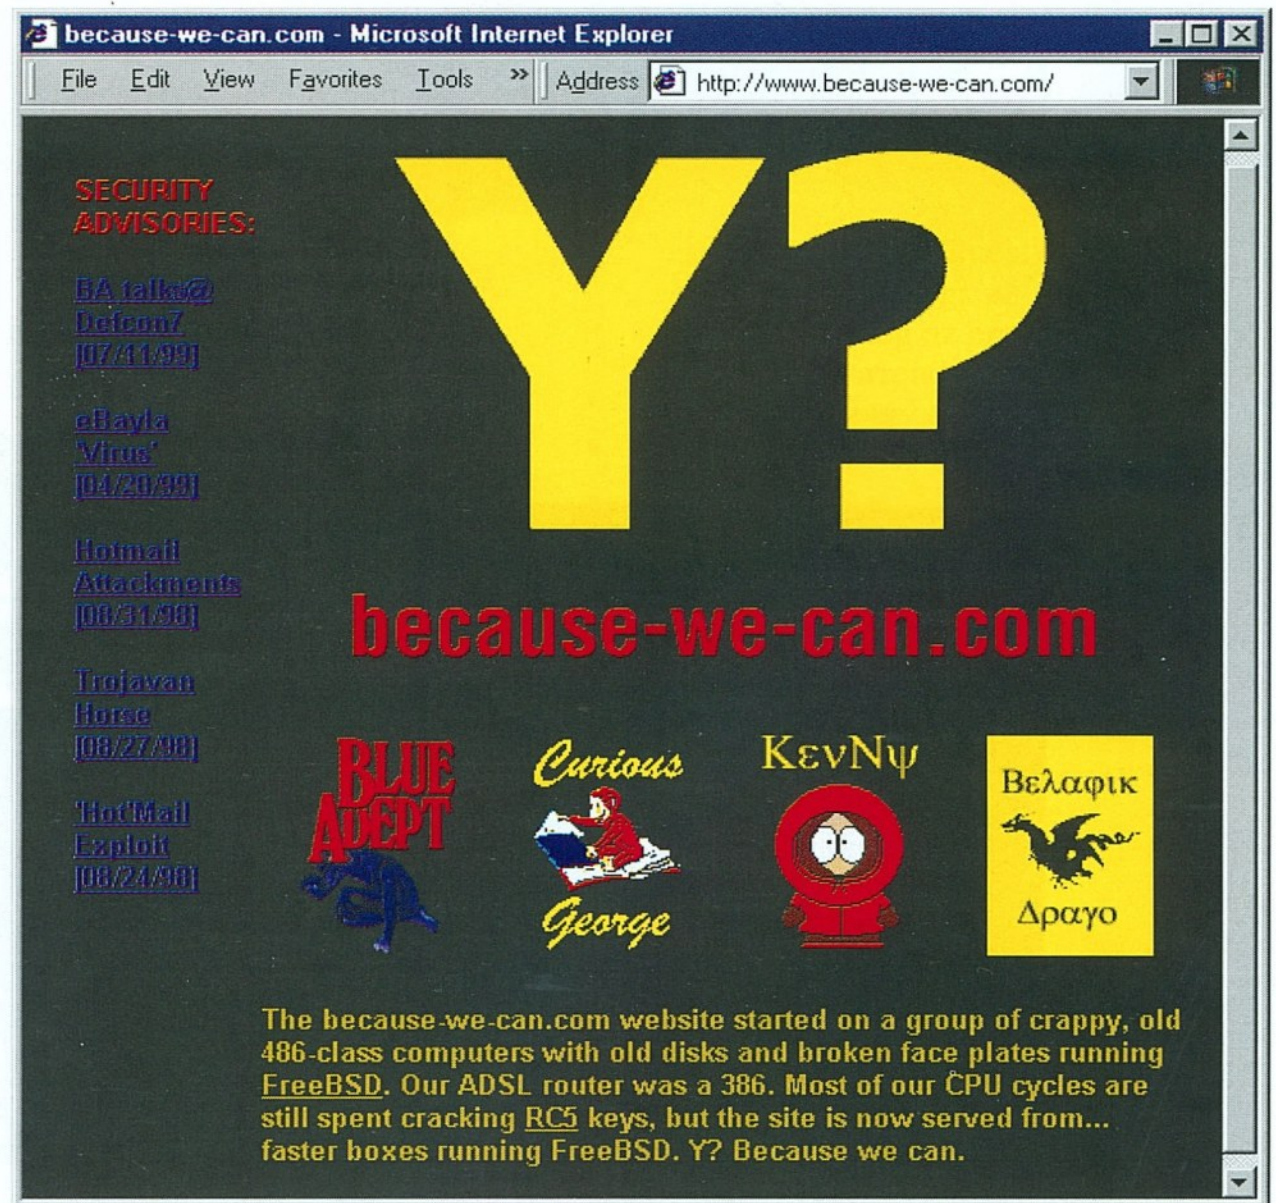 because-we-can.com - Microsoft Internet Explorer
File Edit View Favorites Tools » Address http://www.because-we-can.com/
SECURITY
ADVISORIES:
BA talks@
Defcon7
[07/11/99]
eBayla
'Virus'
[04/20/99]
Hotmail
Attackments
[08/31/98]
Trojavan
Horse
[08/27/98]
'Hot'Mail
Exploit
[08/24/98]
Y?
because-we-can.com
BLUE
ADEPT
Curious
George
KεvNψ
Βελαφικ
Δραγο
The because-we-can.com website started on a group of crappy, old
486-class computers with old disks and broken face plates running
FreeBSD. Our ADSL router was a 386. Most of our CPU cycles are
still spent cracking RC5 keys, but the site is now served from...
faster boxes running FreeBSD. Y? Because we can.